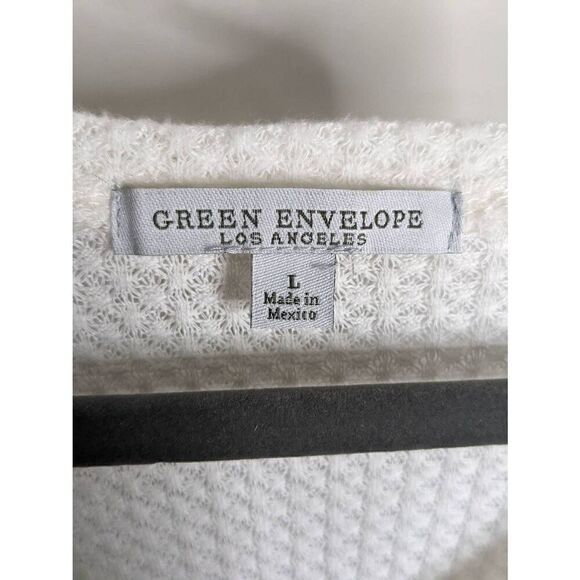 GREEN ENVELOPE
LOS ANGELES
L
Made in
Mexico